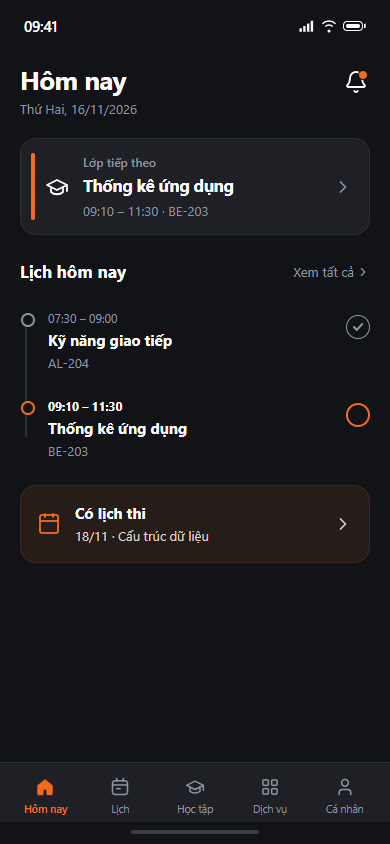 09:41
Hôm nay
Thứ Hai, 16/11/2026
Lớp tiếp theo
Thống kê ứng dụng
09:10 – 11:30 · BE-203
Lịch hôm nay
Xem tất cả
07:30 – 09:00
Kỹ năng giao tiếp
AL-204
09:10 – 11:30
Thống kê ứng dụng
BE-203
Có lịch thi
18/11 · Cấu trúc dữ liệu
Hôm nay
Lịch
Học tập
Dịch vụ
Cá nhân